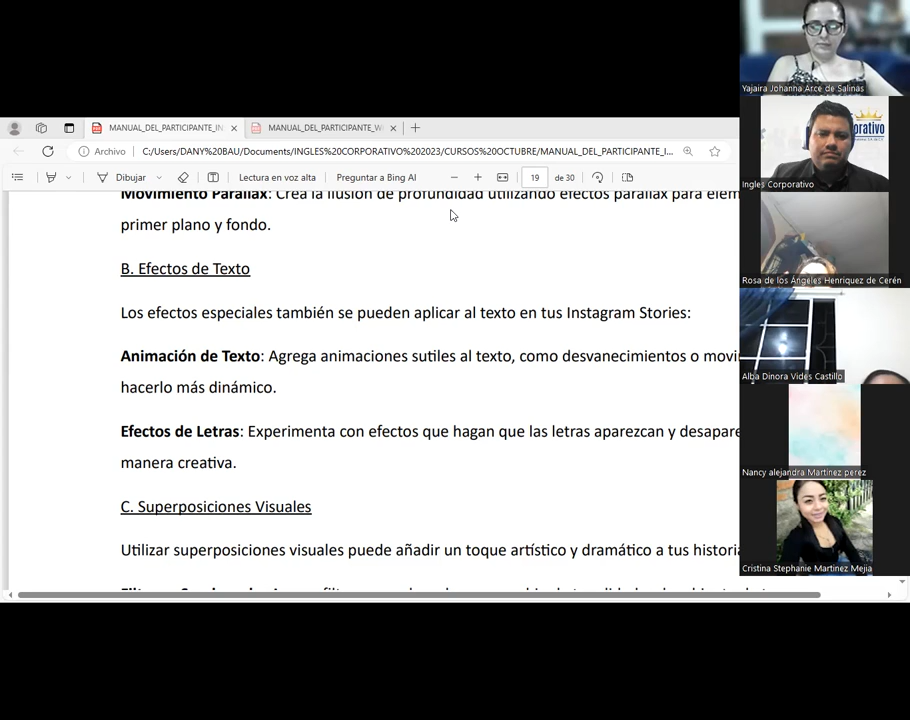 Yajaira Johanna Arce de Salinas
MANUAL_DEL_PARTICIPANTE_IN
MANUAL_DEL_PARTICIPANTE_W
orativo
Archivo
C:/Users/DANY%20BAU/Documents/INGLES%20CORPORATIVO%202023/CURSOS%20OCTUBRE/MANUAL_DEL_PARTICIPANTE_I...
Dibujar
Lectura en voz alta
Preguntar a Bing AI
19
de 30
Ingles Corporativo
Movimiento Parallax: Crea la ilusión de profundidad utilizando efectos parallax para elem
primer plano y fondo.
B. Efectos de Texto
Rosa de los Ángeles Henriquez de Cerén
Los efectos especiales también se pueden aplicar al texto en tus Instagram Stories:
Animación de Texto: Agrega animaciones sutiles al texto, como desvanecimientos o movi
hacerlo más dinámico.
Alba Dinora Vides Castillo
Efectos de Letras: Experimenta con efectos que hagan que las letras aparezcan y desapare
manera creativa.
Nancy alejandra Martinez perez
C. Superposiciones Visuales
Utilizar superposiciones visuales puede añadir un toque artístico y dramático a tus historia
Cristina Stephanie Martinez Mejia